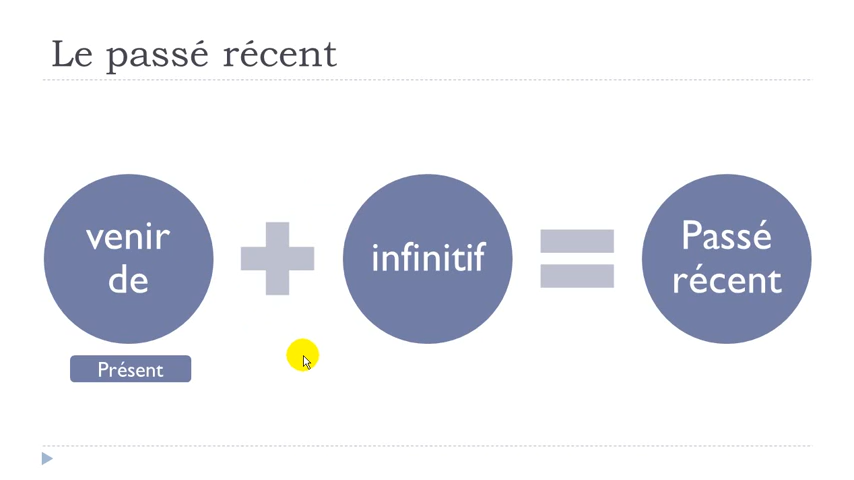 Le passé récent
venir
de
infinitif
Passé
récent
Présent